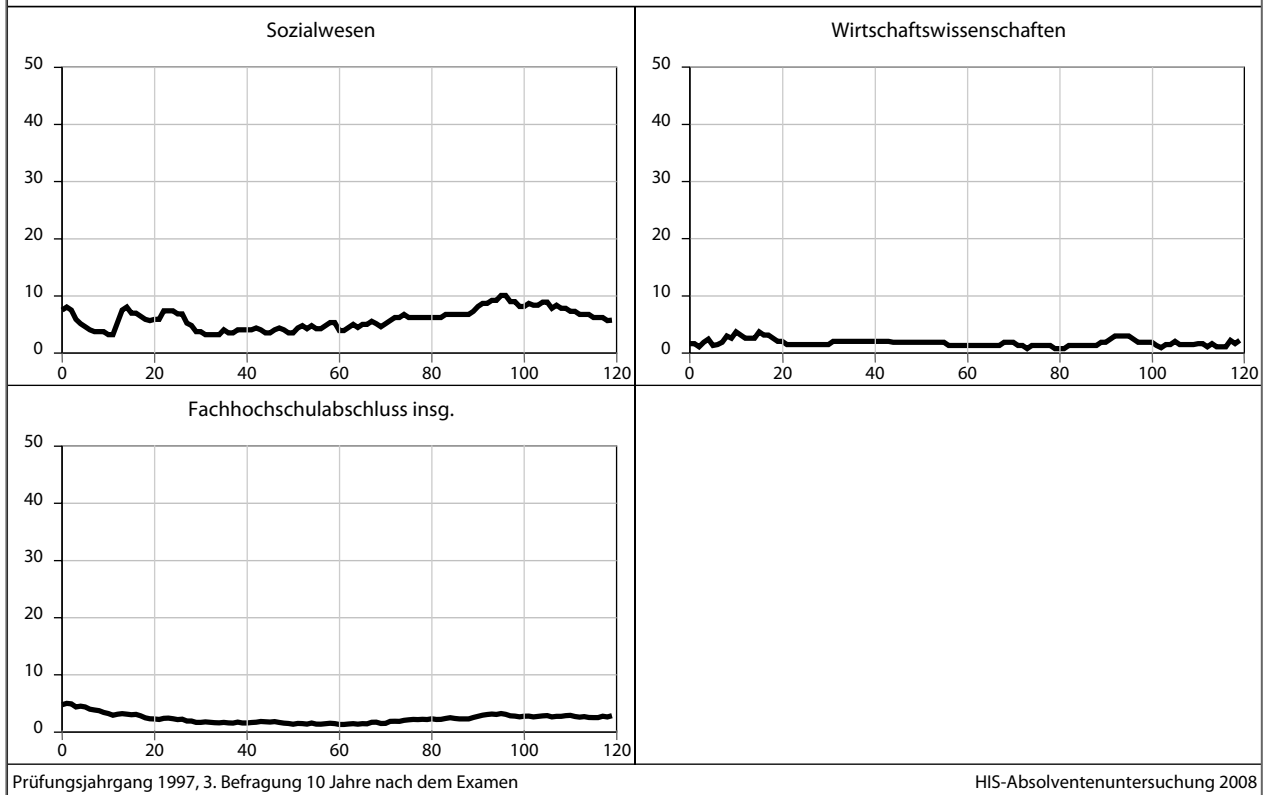 Sozialwesen
50
40
30
20
10
0
0 20 40 60 80 100 120
Wirtschaftswissenschaften
50
40
30
20
10
0
0 20 40 60 80 100 120
Fachhochschulabschluss insg.
50
40
30
20
10
0
0 20 40 60 80 100 120
Prüfungsjahrgang 1997, 3. Befragung 10 Jahre nach dem Examen
HIS-Absolventenuntersuchung 2008